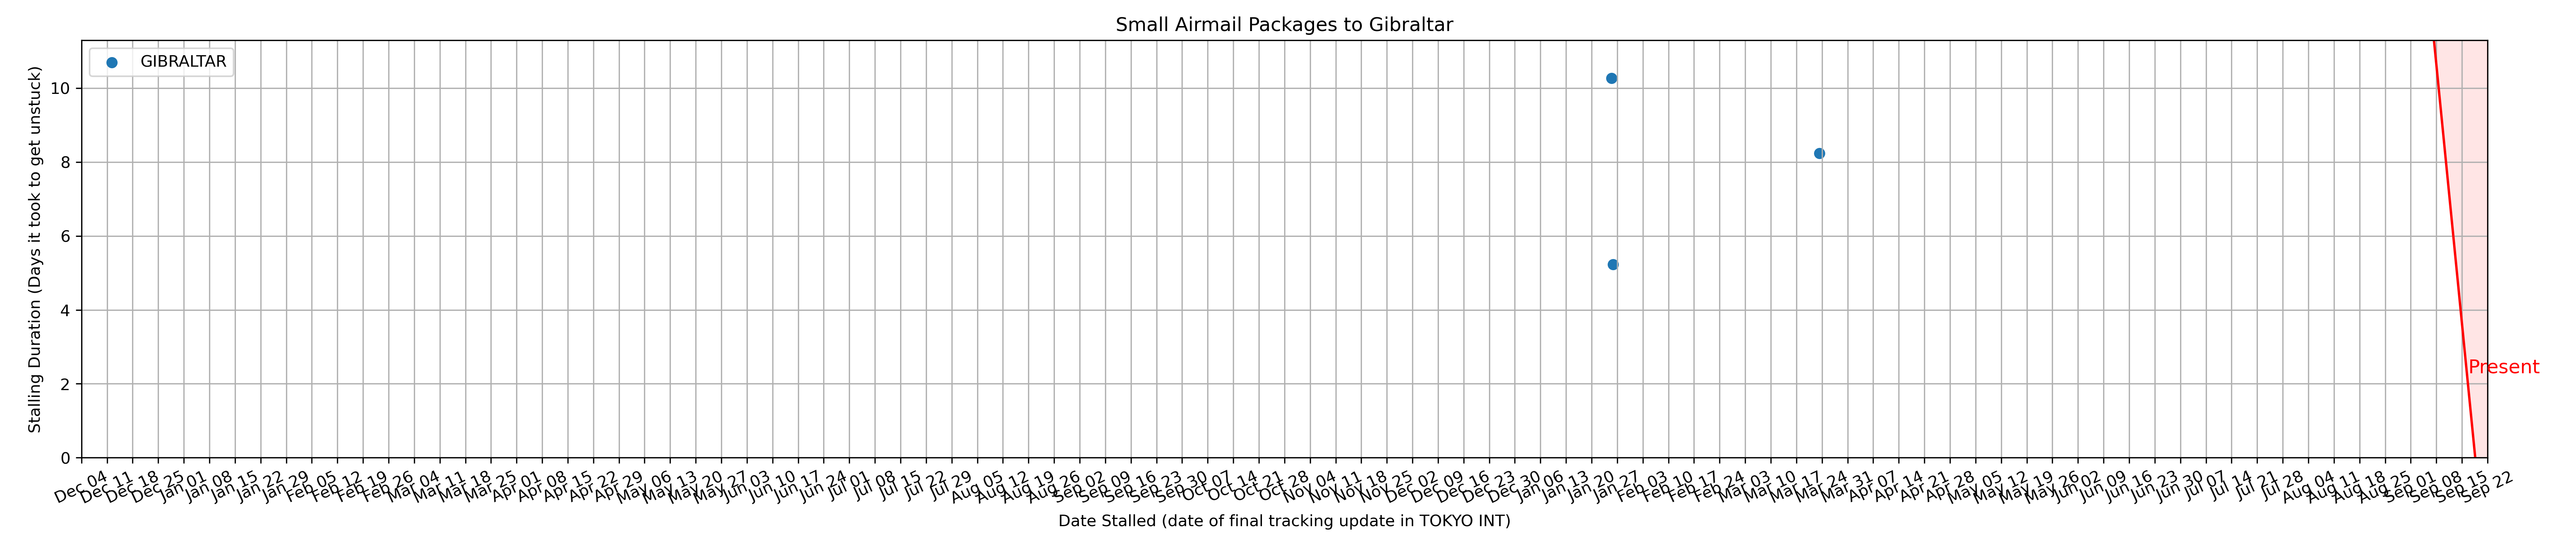 Small Airmail Packages to Gibraltar
GIBRALTAR
Stalling Duration (Days it took to get unstuck)
10
8
6
4
2
0
Present
Dec 04
Dec 11
Dec 18
Dec 25
Jan 01
Jan 08
Jan 15
Jan 22
Jan 29
Feb 05
Feb 12
Feb 19
Feb 26
Mar 04
Mar 11
Mar 18
Mar 25
Apr 01
Apr 08
Apr 15
Apr 22
Apr 29
May 06
May 13
May 20
May 27
Jun 03
Jun 10
Jun 17
Jun 24
Jul 01
Jul 08
Jul 15
Jul 22
Jul 29
Aug 05
Aug 12
Aug 19
Aug 26
Sep 02
Sep 09
Sep 16
Sep 23
Sep 30
Oct 07
Oct 14
Oct 21
Oct 28
Nov 04
Nov 11
Nov 18
Nov 25
Dec 02
Dec 09
Dec 16
Dec 23
Dec 30
Jan 06
Jan 13
Jan 20
Jan 27
Feb 03
Feb 10
Feb 17
Feb 24
Mar 03
Mar 10
Mar 17
Mar 24
Mar 31
Apr 07
Apr 14
Apr 21
Apr 28
May 05
May 12
May 19
May 26
Jun 02
Jun 09
Jun 16
Jun 23
Jun 30
Jul 07
Jul 14
Jul 21
Jul 28
Aug 04
Aug 11
Aug 18
Aug 25
Sep 01
Sep 08
Sep 15
Sep 22
Date Stalled (date of final tracking update in TOKYO INT)